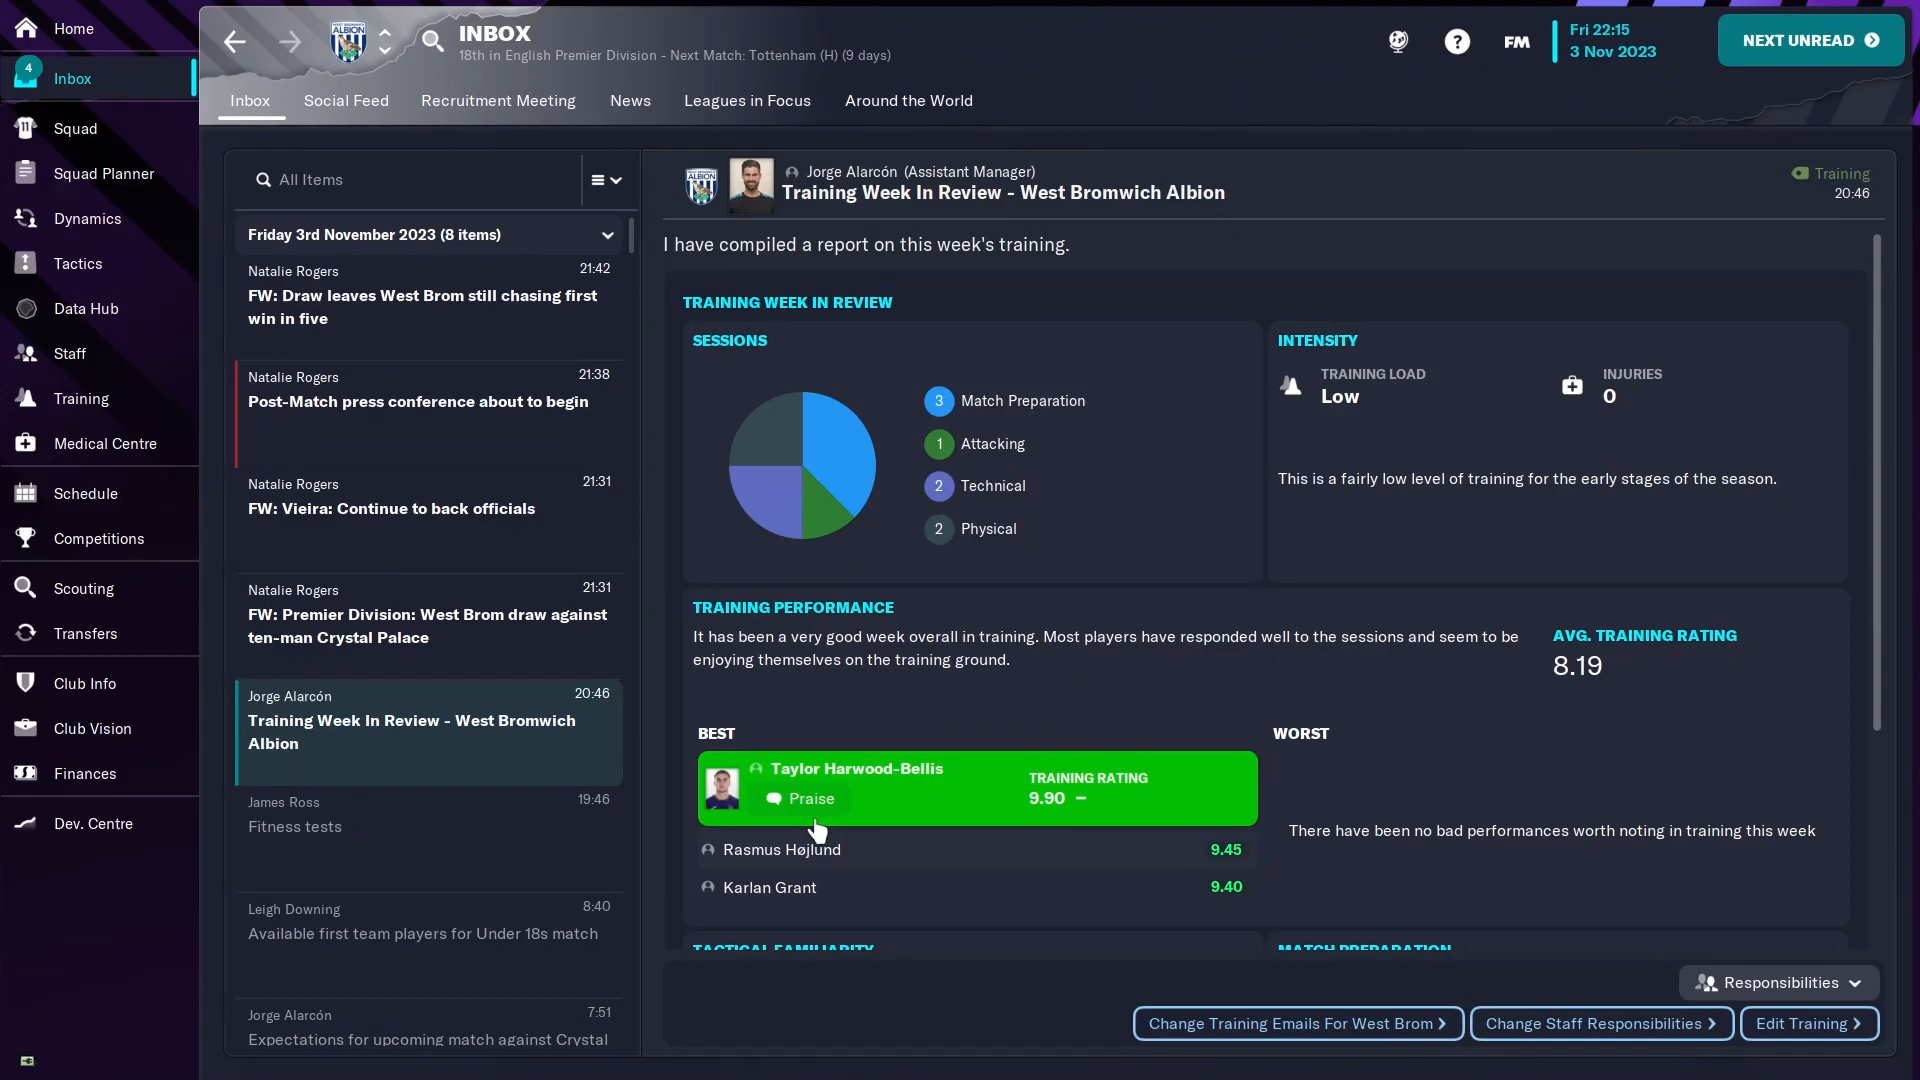 Home
4
Inbox
Squad
Squad Planner
Dynamics
Tactics
Data Hub
Staff
Training
Medical Centre
Schedule
Competitions
Scouting
Transfers
Club Info
Club Vision
Finances
Dev. Centre
ALBION
INBOX
18th in English Premier Division - Next Match: Tottenham (H) (9 days)
?
FM
Fri 22:15
3 Nov 2023
NEXT UNREAD
Inbox
Social Feed
Recruitment Meeting
News
Leagues in Focus
Around the World
All Items
Friday 3rd November 2023 (8 items)
Natalie Rogers 21:42
FW: Draw leaves West Brom still chasing first
win in five
Natalie Rogers 21:38
Post-Match press conference about to begin
Natalie Rogers 21:31
FW: Vieira: Continue to back officials
Natalie Rogers 21:31
FW: Premier Division: West Brom draw against
ten-man Crystal Palace
Jorge Alarcón 20:46
Training Week In Review - West Bromwich
Albion
James Ross 19:46
Fitness tests
Leigh Downing 8:40
Available first team players for Under 18s match
Jorge Alarcón 7:51
Expectations for upcoming match against Crystal
ALBION
Jorge Alarcón (Assistant Manager)
Training Week In Review - West Bromwich Albion
Training
20:46
I have compiled a report on this week's training.
TRAINING WEEK IN REVIEW
SESSIONS
3 Match Preparation
1 Attacking
2 Technical
2 Physical
INTENSITY
TRAINING LOAD
Low
INJURIES
0
This is a fairly low level of training for the early stages of the season.
TRAINING PERFORMANCE
It has been a very good week overall in training. Most players have responded well to the sessions and seem to be
enjoying themselves on the training ground.
AVG. TRAINING RATING
8.19
BEST
Taylor Harwood-Bellis
Praise
TRAINING RATING
9.90 –
Rasmus Højlund 9.45
Karlan Grant 9.40
WORST
There have been no bad performances worth noting in training this week
TACTICAL FAMILIARITY
MATCH PREPARATION
Responsibilities
Change Training Emails For West Brom
Change Staff Responsibilities
Edit Training